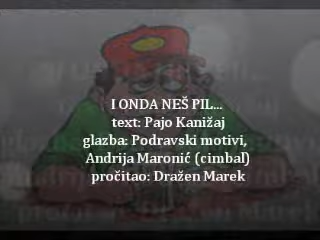 I ONDA NEŠ PIL...
text: Pajo Kanižaj
glazba: Podravski motivi,
Andrija Maronić (cimbal)
pročitao: Dražen Marek